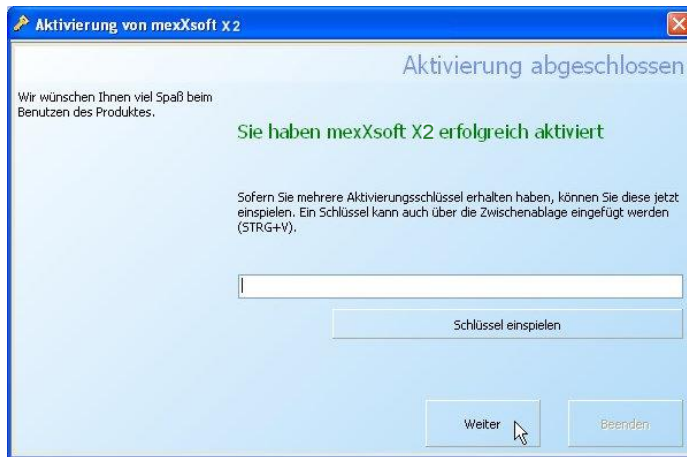 Aktivierung von mexXsoft X2
Aktivierung abgeschlossen
Wir wünschen Ihnen viel Spaß beim
Benutzen des Produktes.
Sie haben mexXsoft X2 erfolgreich aktiviert
Sofern Sie mehrere Aktivierungsschlüssel erhalten haben, können Sie diese jetzt
einspielen. Ein Schlüssel kann auch über die Zwischenablage eingefügt werden
(STRG+V).
Schlüssel einspielen
Weiter
Beenden